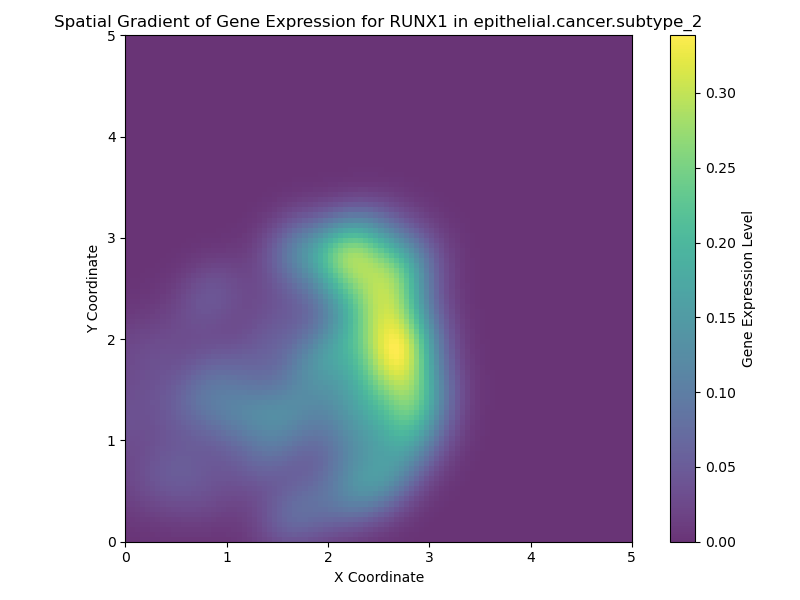 Spatial Gradient of Gene Expression for RUNX1 in epithelial.cancer.subtype_2
5
4
3
2
1
0
Y Coordinate
0 1 2 3 4 5
X Coordinate
0.30
0.25
0.20
0.15
0.10
0.05
0.00
Gene Expression Level